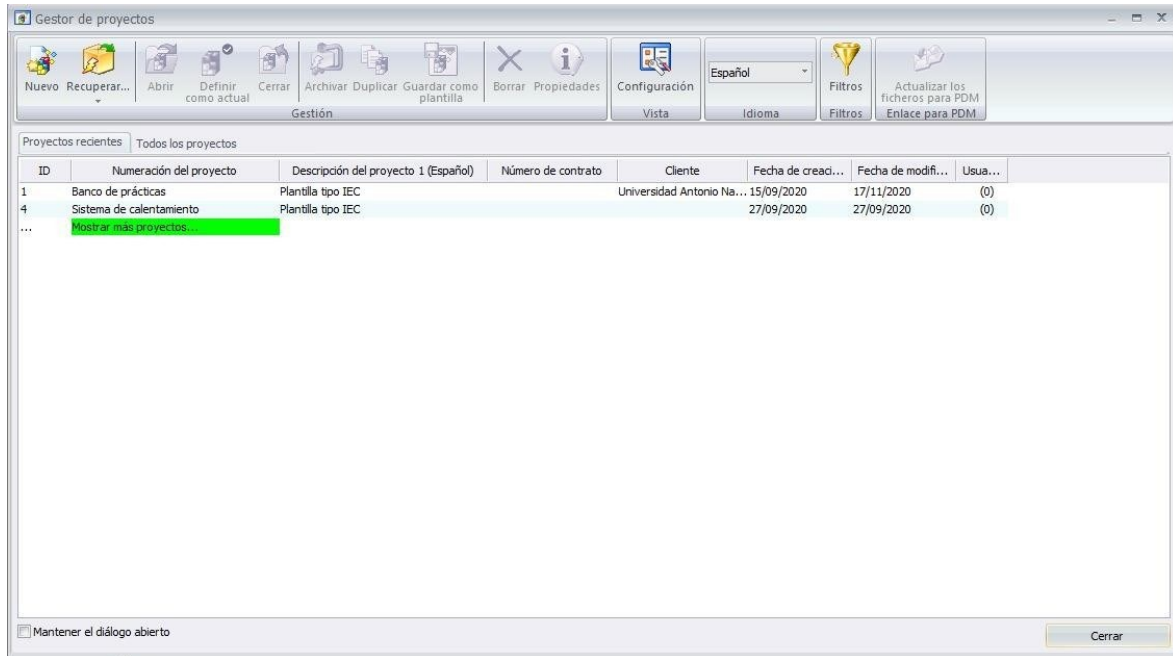 Gestor de proyectos
Nuevo Recuperar... Abrir Definir como actual Cerrar Archivar Duplicar Guardar como plantilla Borrar Propiedades Configuración Español Filtros Actualizar los ficheros para PDM
Gestión Vista Idioma Filtros Enlace para PDM
Proyectos recientes Todos los proyectos
ID Numeración del proyecto Descripción del proyecto 1 (Español) Número de contrato Cliente Fecha de creaci... Fecha de modifi... Usua...
1 Banco de prácticas Plantilla tipo IEC Universidad Antonio Na... 15/09/2020 17/11/2020 (0)
4 Sistema de calentamiento Plantilla tipo IEC 27/09/2020 27/09/2020 (0)
... Mostrar más proyectos...
Mantener el diálogo abierto Cerrar